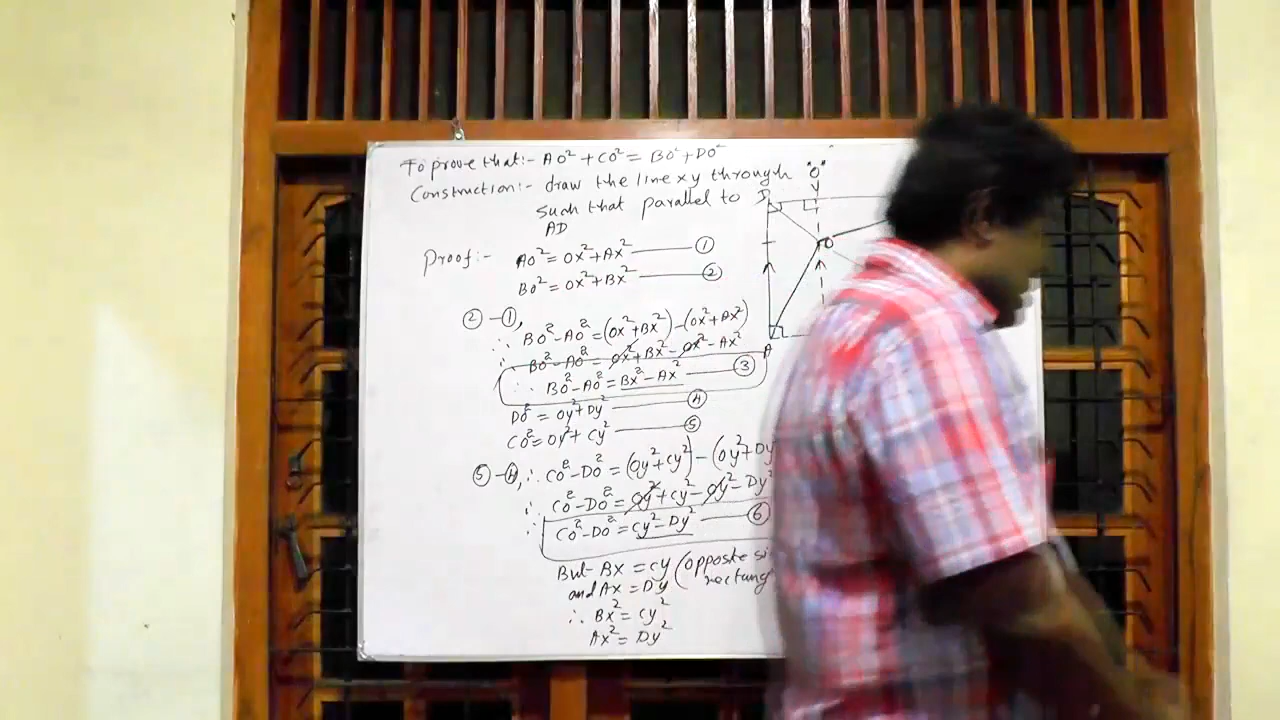 To prove that:- AO² + CO² = BO² + DO²
Construction:- draw the line xy through "O"
such that parallel to
AD
Proof:- AO² = OX² + AX² ——— ①
BO² = OX² + BX² ——— ②
② - ①,
∴ BO² - AO² = (OX² + BX²) - (OX² + AX²)
∴ BO² - AO² = OX² + BX² - OX² - AX²
∴ BO² - AO² = BX² - AX² ——— ③
DO² = Oy² + Dy² ——— ④
CO² = Oy² + Cy² ——— ⑤
⑤ - ④, ∴ CO² - DO² = (Oy² + Cy²) - (Oy² + Dy
∴ CO² - DO² = Oy² + Cy² - Oy² - Dy²
∴ CO² - DO² = Cy² - Dy² ——— ⑥
But BX = Cy (opposite si
and AX = Dy rectang
∴ BX² = Cy²
AX² = Dy²
D
y
O
A